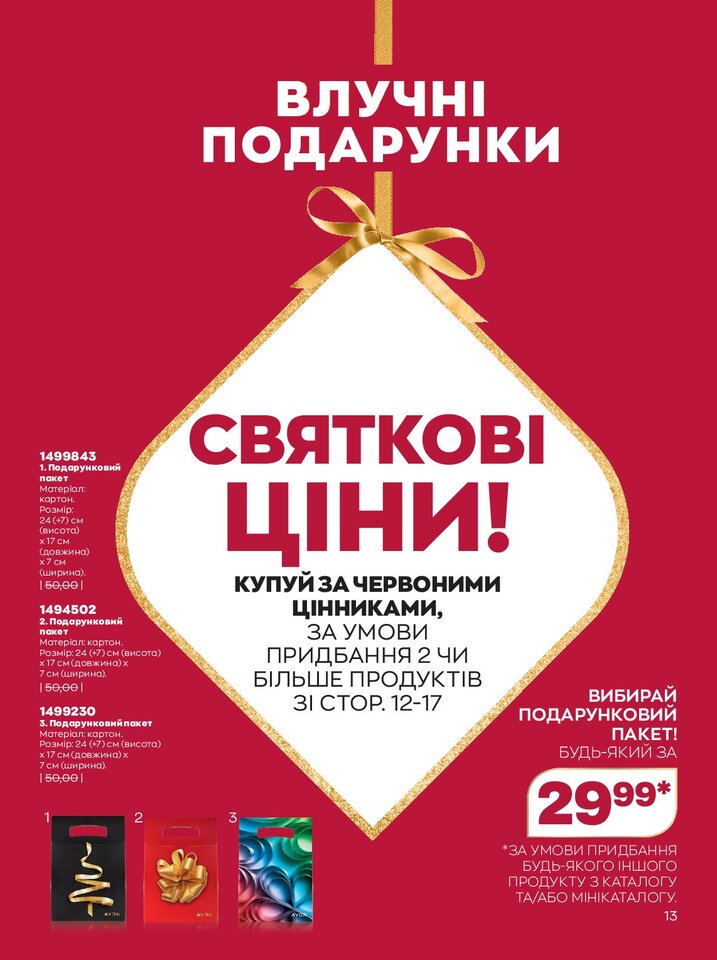 ВЛУЧНІ
ПОДАРУНКИ
СВЯТКОВІ
ЦІНИ!
КУПУЙ ЗА ЧЕРВОНИМИ
ЦІННИКАМИ,
ЗА УМОВИ
ПРИДБАННЯ 2 ЧИ
БІЛЬШЕ ПРОДУКТІВ
ЗІ СТОР. 12-17
1499843
1. Подарунковий
пакет
Матеріал:
картон.
Розмір:
24 (+7) см
(висота)
х 17 см
(довжина)
х 7 см
(ширина).
| 50,00 |
1494502
2. Подарунковий
пакет
Матеріал: картон.
Розмір: 24 (+7) см (висота)
х 17 см (довжина) х
7 см (ширина).
| 50,00 |
1499230
3. Подарунковий пакет
Матеріал: картон.
Розмір: 24 (+7) см (висота)
х 17 см (довжина) х
7 см (ширина).
| 50,00 |
1 2 3
AVON AVON AVON
ВИБИРАЙ
ПОДАРУНКОВИЙ
ПАКЕТ!
БУДЬ-ЯКИЙ ЗА
2999*
*ЗА УМОВИ ПРИДБАННЯ
БУДЬ-ЯКОГО ІНШОГО
ПРОДУКТУ З КАТАЛОГУ
ТА/АБО МІНІКАТАЛОГУ.
13